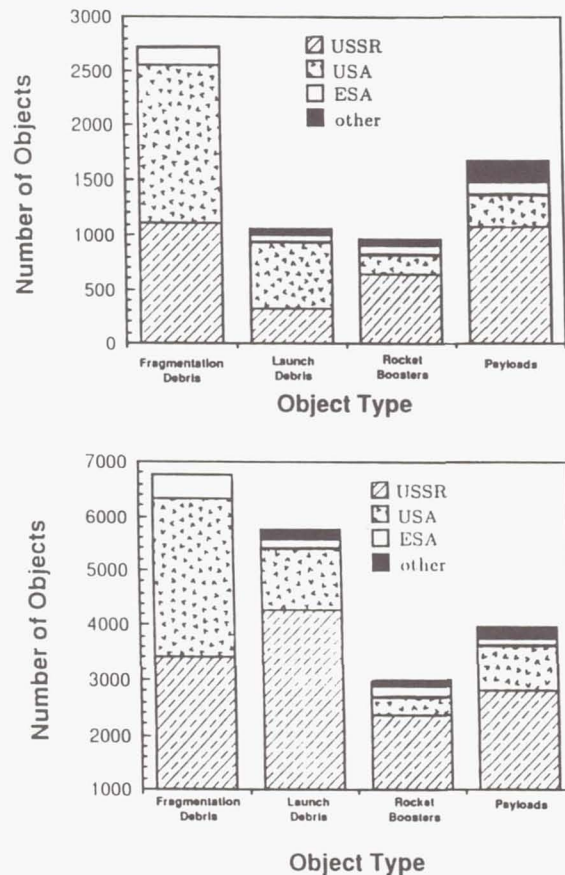 3000
2500
2000
1500
1000
500
0
Number of Objects
USSR
USA
ESA
other
Fragmentation Debris
Launch Debris
Rocket Boosters
Payloads
Object Type
7000
6000
5000
4000
3000
2000
1000
Number of Objects
USSR
USA
ESA
other
Fragmentation Debris
Launch Debris
Rocket Boosters
Payloads
Object Type